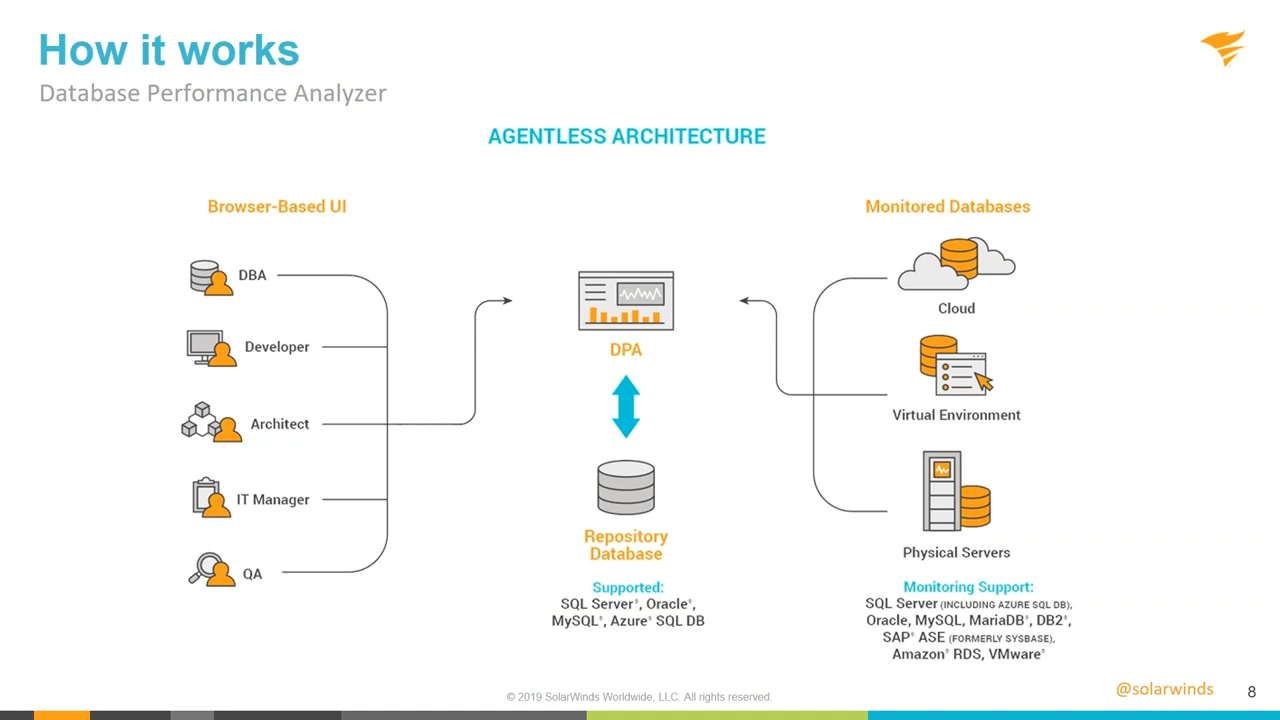 How it works
Database Performance Analyzer
AGENTLESS ARCHITECTURE
Browser-Based UI
DBA
Developer
Architect
IT Manager
QA
DPA
Repository
Database
Supported:
SQL Server®, Oracle®,
MySQL®, Azure® SQL DB
Monitored Databases
Cloud
Virtual Environment
Physical Servers
Monitoring Support:
SQL Server (INCLUDING AZURE SQL DB),
Oracle, MySQL, MariaDB®, DB2®,
SAP® ASE (FORMERLY SYSBASE),
Amazon® RDS, VMware®
© 2019 SolarWinds Worldwide, LLC. All rights reserved.
@solarwinds
8